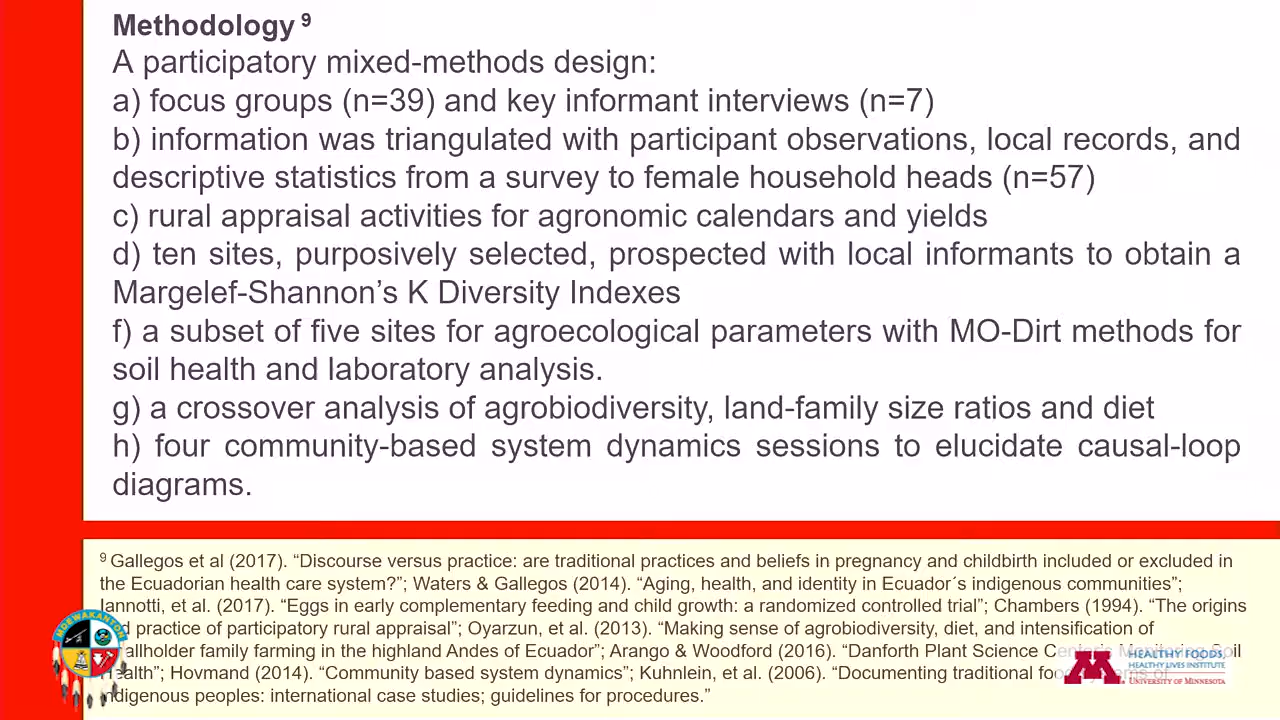 Methodology ⁹
A participatory mixed-methods design:
a) focus groups (n=39) and key informant interviews (n=7)
b) information was triangulated with participant observations, local records, and
descriptive statistics from a survey to female household heads (n=57)
c) rural appraisal activities for agronomic calendars and yields
d) ten sites, purposively selected, prospected with local informants to obtain a
Margelef-Shannon’s K Diversity Indexes
f) a subset of five sites for agroecological parameters with MO-Dirt methods for
soil health and laboratory analysis.
g) a crossover analysis of agrobiodiversity, land-family size ratios and diet
h) four community-based system dynamics sessions to elucidate causal-loop
diagrams.
⁹ Gallegos et al (2017). “Discourse versus practice: are traditional practices and beliefs in pregnancy and childbirth included or excluded in
the Ecuadorian health care system?”; Waters & Gallegos (2014). “Aging, health, and identity in Ecuador´s indigenous communities”;
Iannotti, et al. (2017). “Eggs in early complementary feeding and child growth: a randomized controlled trial”; Chambers (1994). “The origins
practice of participatory rural appraisal”; Oyarzun, et al. (2013). “Making sense of agrobiodiversity, diet, and intensification of
family farming in the highland Andes of Ecuador”; Arango & Woodford (2016). “Danforth Plant Science Center’s Monitoring Soil
Health”; Hovmand (2014). “Community based system dynamics”; Kuhnlein, et al. (2006). “Documenting traditional food systems of
indigenous peoples: international case studies; guidelines for procedures.”
MDEWAKANTON
M
HEALTHY FOODS,
HEALTHY LIVES INSTITUTE
UNIVERSITY OF MINNESOTA